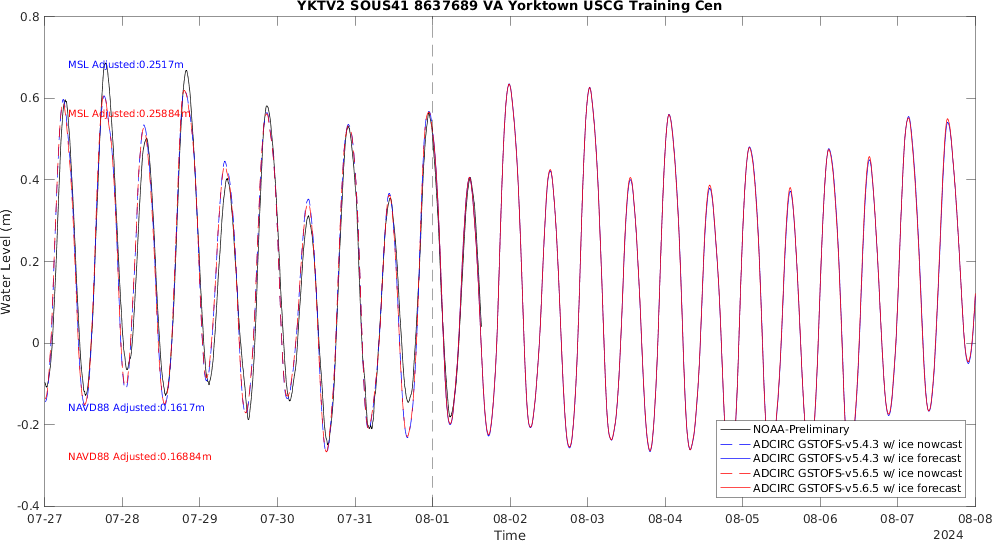 YKTV2 SOUS41 8637689 VA Yorktown USCG Training Cen
0.8
0.6
0.4
0.2
0
-0.2
-0.4
Water Level (m)
MSL Adjusted:0.2517m
MSL Adjusted:0.25884m
NAVD88 Adjusted:0.1617m
NAVD88 Adjusted:0.16884m
NOAA-Preliminary
ADCIRC GSTOFS-v5.4.3 w/ ice nowcast
ADCIRC GSTOFS-v5.4.3 w/ ice forecast
ADCIRC GSTOFS-v5.6.5 w/ ice nowcast
ADCIRC GSTOFS-v5.6.5 w/ ice forecast
07-27 07-28 07-29 07-30 07-31 08-01 08-02 08-03 08-04 08-05 08-06 08-07 08-08
Time
2024